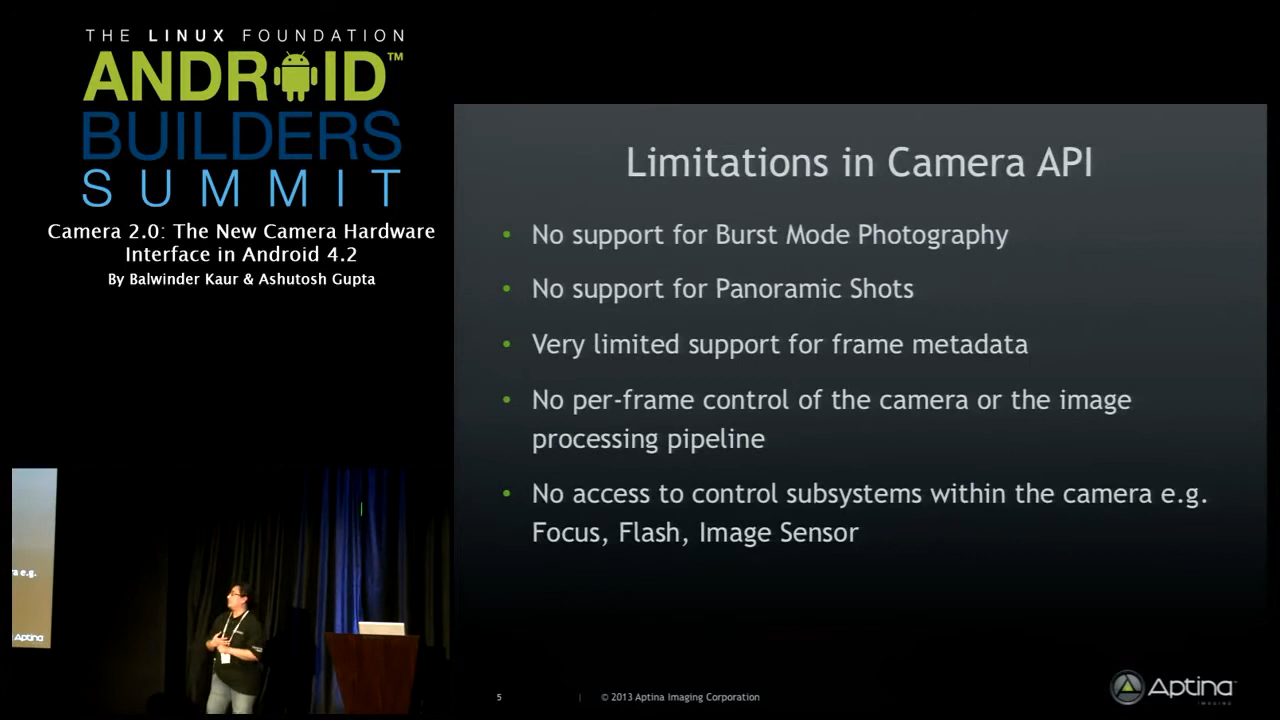 THE LINUX FOUNDATION
ANDROID™
BUILDERS
SUMMIT
Camera 2.0: The New Camera Hardware
Interface in Android 4.2
By Balwinder Kaur & Ashutosh Gupta
Limitations in Camera API
• No support for Burst Mode Photography
• No support for Panoramic Shots
• Very limited support for frame metadata
• No per-frame control of the camera or the image
processing pipeline
• No access to control subsystems within the camera e.g.
Focus, Flash, Image Sensor
a e.g.
Aptina
5 | © 2013 Aptina Imaging Corporation
Aptina™
IMAGING